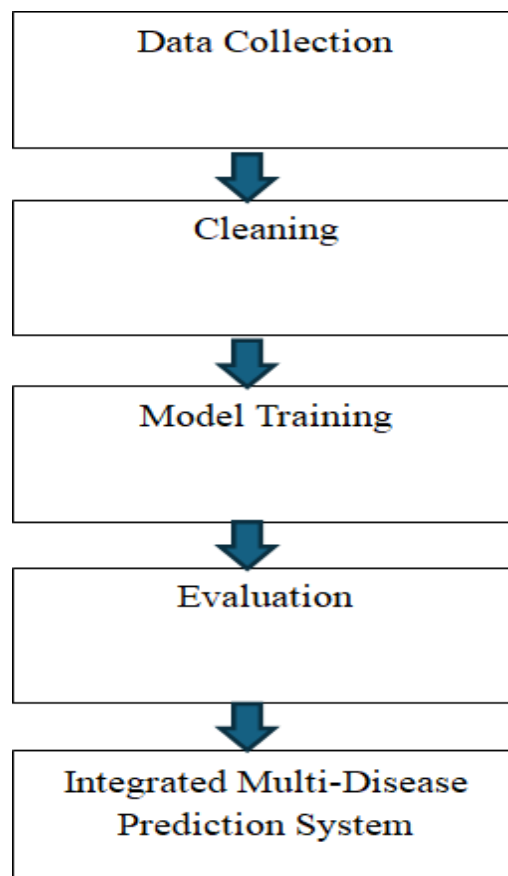 Data Collection
Cleaning
Model Training
Evaluation
Integrated Multi-Disease
Prediction System